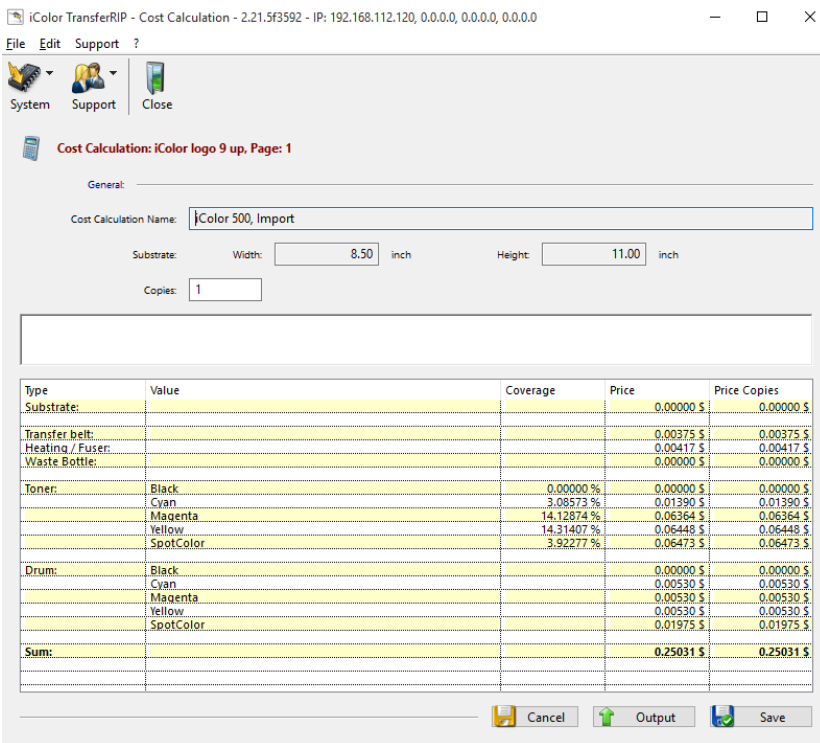 iColor TransferRIP - Cost Calculation - 2.21.5f3592 - IP: 192.168.112.120, 0.0.0.0, 0.0.0.0, 0.0.0.0
File Edit Support ?
System Support Close
Cost Calculation: iColor logo 9 up, Page: 1
General:
Cost Calculation Name: iColor 500, Import
Substrate: Width: 8.50 inch Height: 11.00 inch
Copies: 1
Type Value Coverage Price Price Copies
Substrate: 0.00000 $ 0.00000 $
Transfer belt: 0.00375 $ 0.00375 $
Heating / Fuser: 0.00417 $ 0.00417 $
Waste Bottle: 0.00000 $ 0.00000 $
Toner: Black 0.00000 % 0.00000 $ 0.00000 $
Cyan 3.08573 % 0.01390 $ 0.01390 $
Magenta 14.12874 % 0.06364 $ 0.06364 $
Yellow 14.31407 % 0.06448 $ 0.06448 $
SpotColor 3.92277 % 0.06473 $ 0.06473 $
Drum: Black 0.00000 $ 0.00000 $
Cyan 0.00530 $ 0.00530 $
Magenta 0.00530 $ 0.00530 $
Yellow 0.00530 $ 0.00530 $
SpotColor 0.01975 $ 0.01975 $
Sum: 0.25031 $ 0.25031 $
Cancel Output Save